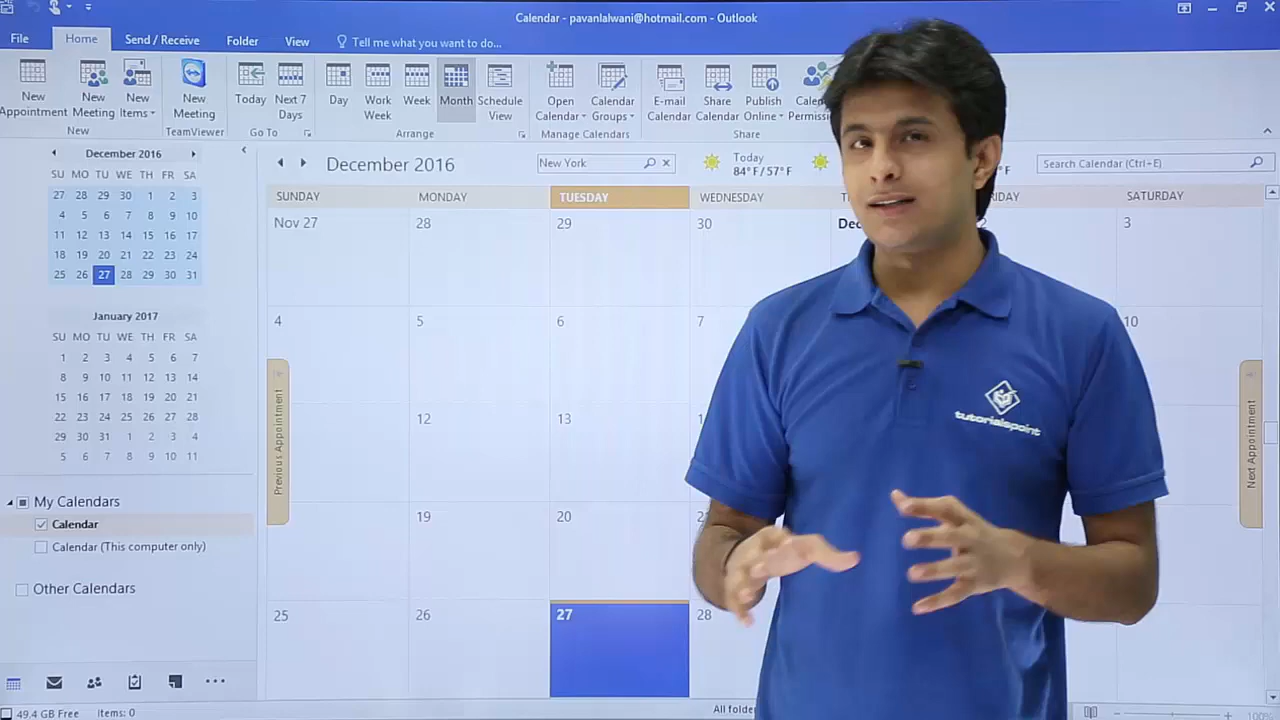 Calendar - pavanlalwani@hotmail.com - Outlook
File Home Send / Receive Folder View Tell me what you want to do...
New Appointment New Meeting New Items New Meeting Today Next 7 Days Day Work Week Week Month Schedule View Open Calendar Calendar Groups E-mail Calendar Share Calendar Publish Online
New TeamViewer Go To Arrange Manage Calendars Share
December 2016
SU MO TU WE TH FR SA
27 28 29 30 1 2 3
4 5 6 7 8 9 10
11 12 13 14 15 16 17
18 19 20 21 22 23 24
25 26 27 28 29 30 31
January 2017
SU MO TU WE TH FR SA
1 2 3 4 5 6 7
8 9 10 11 12 13 14
15 16 17 18 19 20 21
22 23 24 25 26 27 28
29 30 31 1 2 3 4
5 6 7 8 9 10 11
My Calendars
Calendar
Calendar (This computer only)
Other Calendars
December 2016 New York Today 84° F / 57° F Search Calendar (Ctrl+E)
SUNDAY MONDAY TUESDAY WEDNESDAY SATURDAY
Nov 27 28 29 30 3
4 5 6 7 10
12 13
19 20
25 26 27 28
Previous Appointment
Next Appointment
tutorialspoint
49.4 GB Free Items: 0 100%